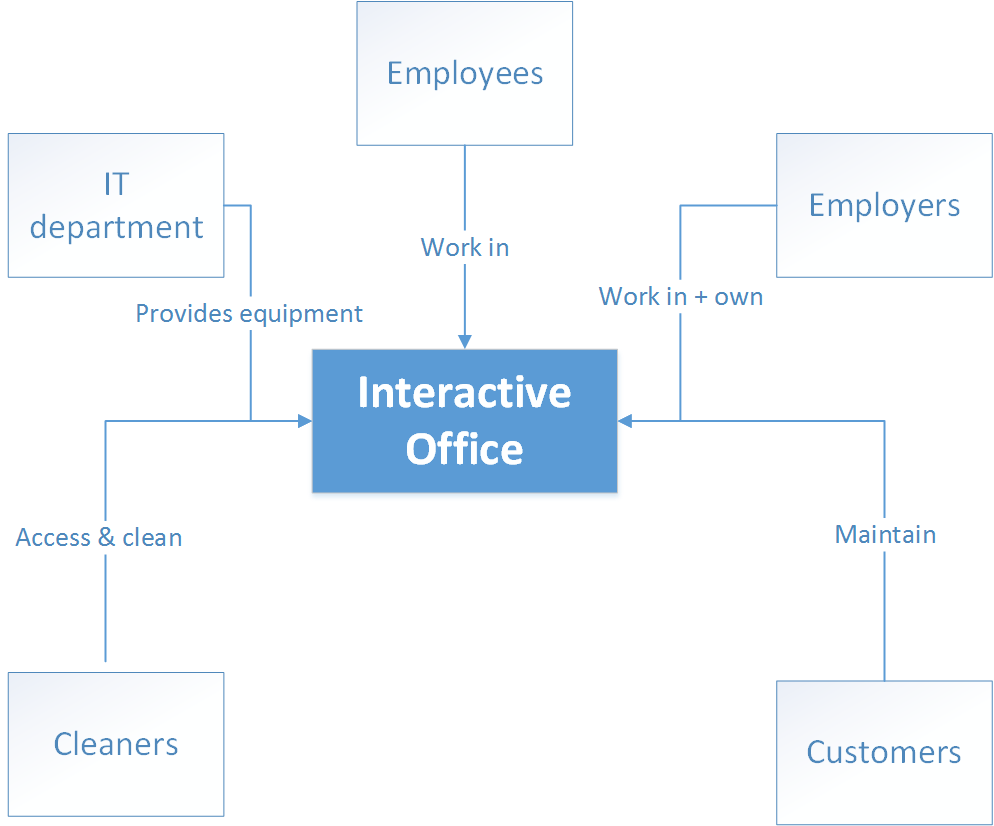 Employees
IT
department
Employers
Work in
Work in + own
Provides equipment
Interactive
Office
Access & clean
Maintain
Cleaners
Customers